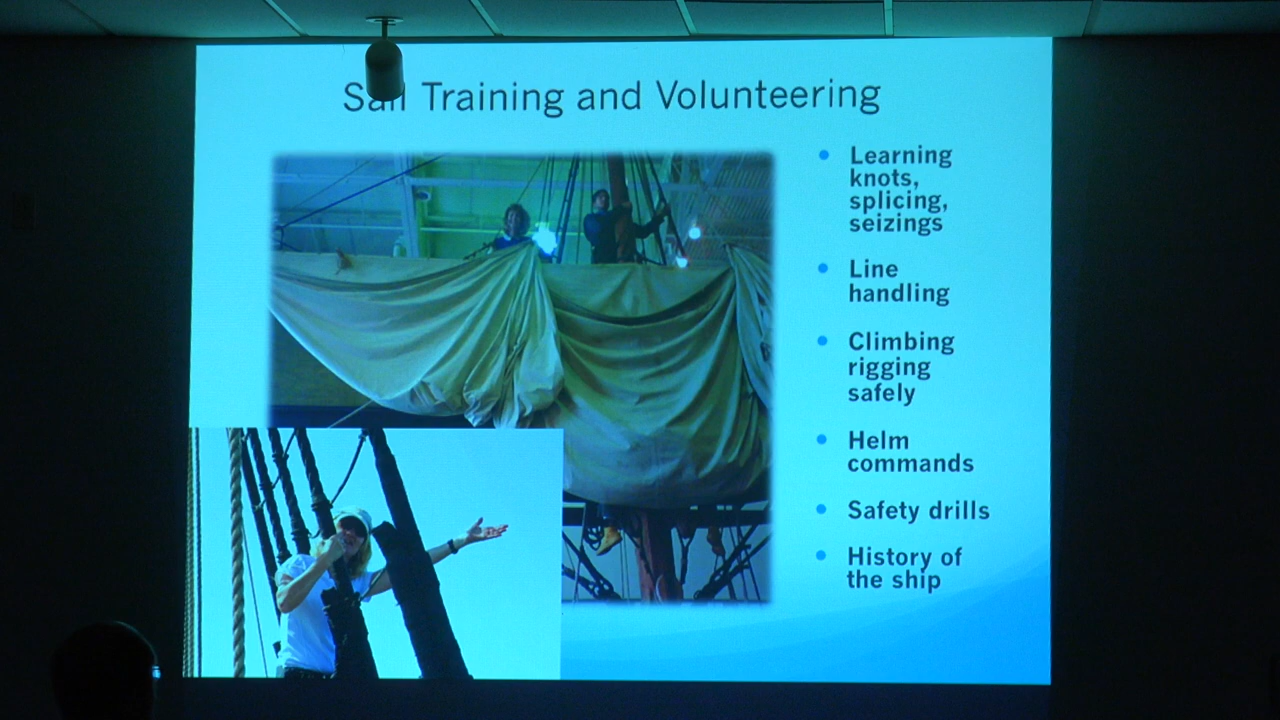 Sail Training and Volunteering
Learning
knots,
splicing,
seizings
Line
handling
Climbing
rigging
safely
Helm
commands
Safety drills
History of
the ship